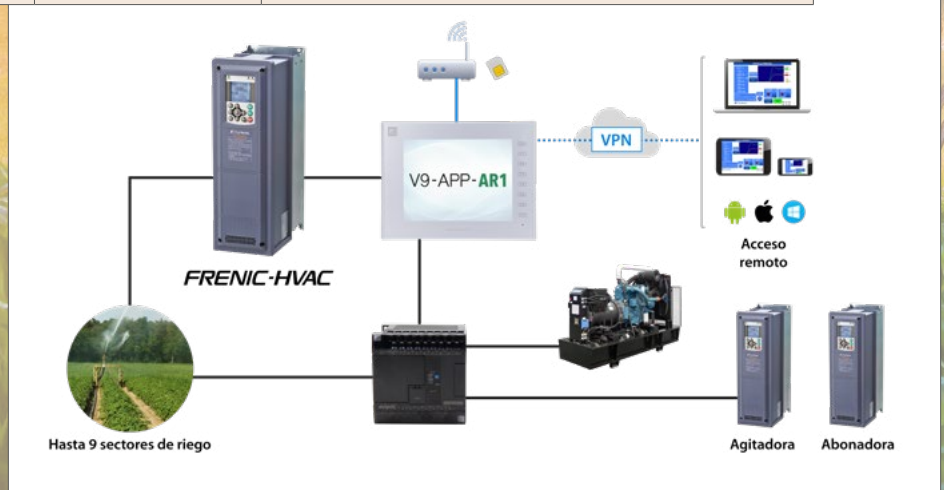 VPN
V9-APP-AR1
Acceso
remoto
FRENIC-HVAC
Hasta 9 sectores de riego
Agitadora
Abonadora